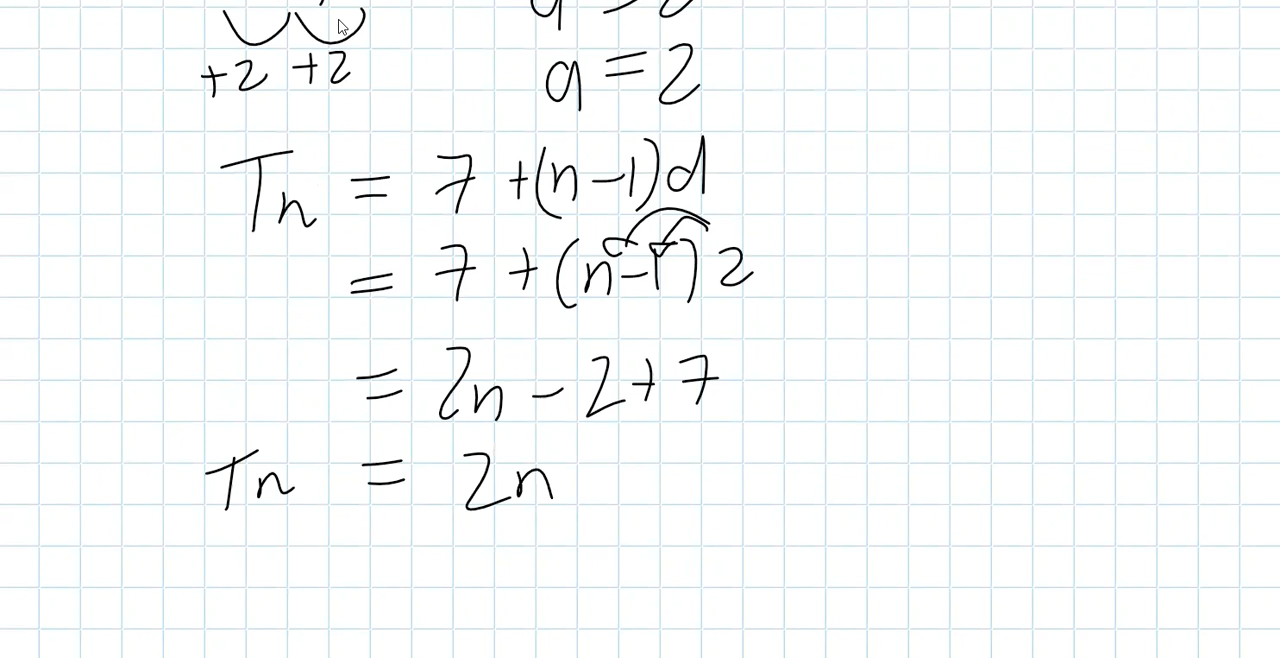 +2 +2
a = 2
Tn = 7 +(n-1)d
= 7 + (n-1) 2
= 2n - 2 + 7
Tn = 2n